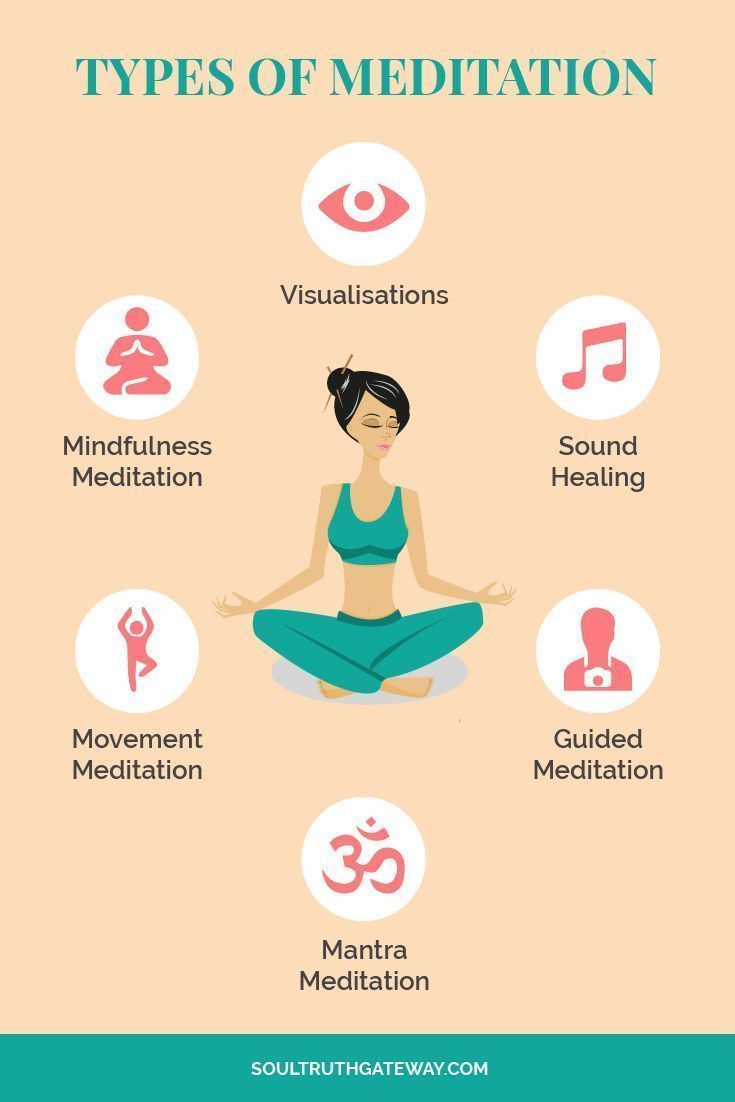 TYPES OF MEDITATION
Visualisations
Mindfulness
Meditation
Sound
Healing
Movement
Meditation
Guided
Meditation
ॐ
Mantra
Meditation
SOULTRUTHGATEWAY.COM